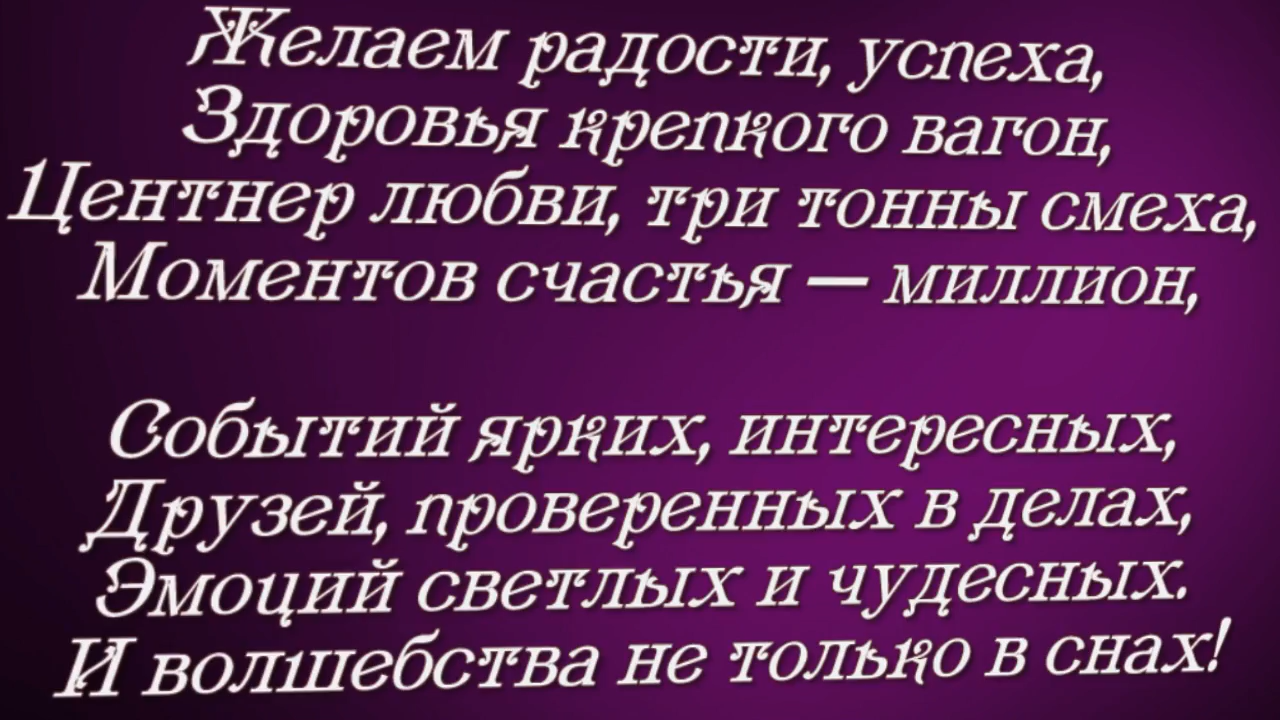 Желаем радости, успеха,
Здоровья крепкого вагон,
Центнер любви, три тонны смеха,
Моментов счастья — миллион,
Событий ярких, интересных,
Друзей, проверенных в делах,
Эмоций светлых и чудесных.
И волшебства не только в снах!